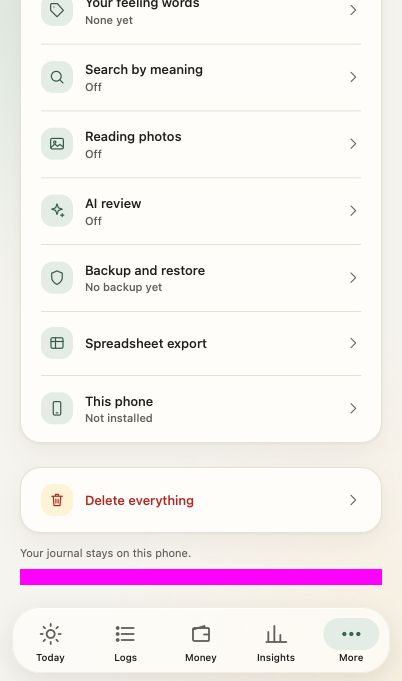 Your feeling words
None yet
Search by meaning
Off
Reading photos
Off
AI review
Off
Backup and restore
No backup yet
Spreadsheet export
This phone
Not installed
Delete everything
Your journal stays on this phone.
Today
Logs
Money
Insights
More